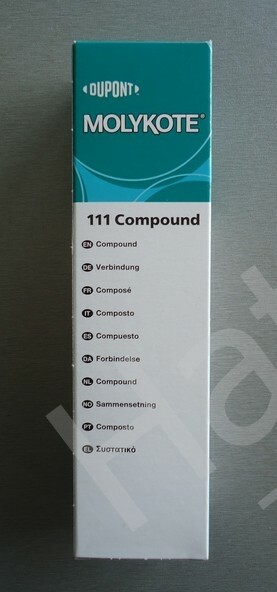 DUPONT
MOLYKOTE®
111 Compound
EN Compound
DE Verbindung
FR Composé
IT Composto
ES Compuesto
DA Forbindelse
NL Compound
NO Sammensetning
PT Composto
EL Συστατικό